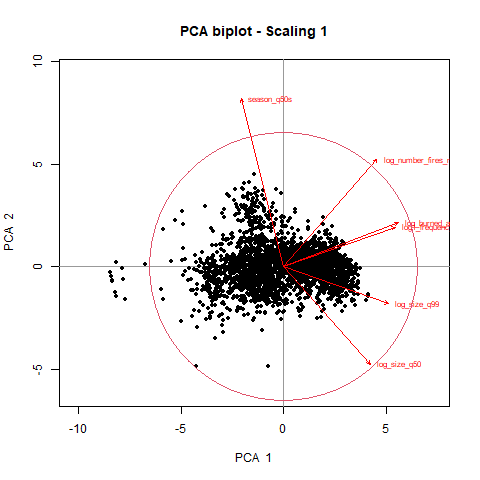 PCA biplot - Scaling 1
10
5
0
-5
-10
-5
0
5
PCA 2
PCA 1
season_q50s
log_number_fires_
log_burned_
log_size_q99
log_size_q50